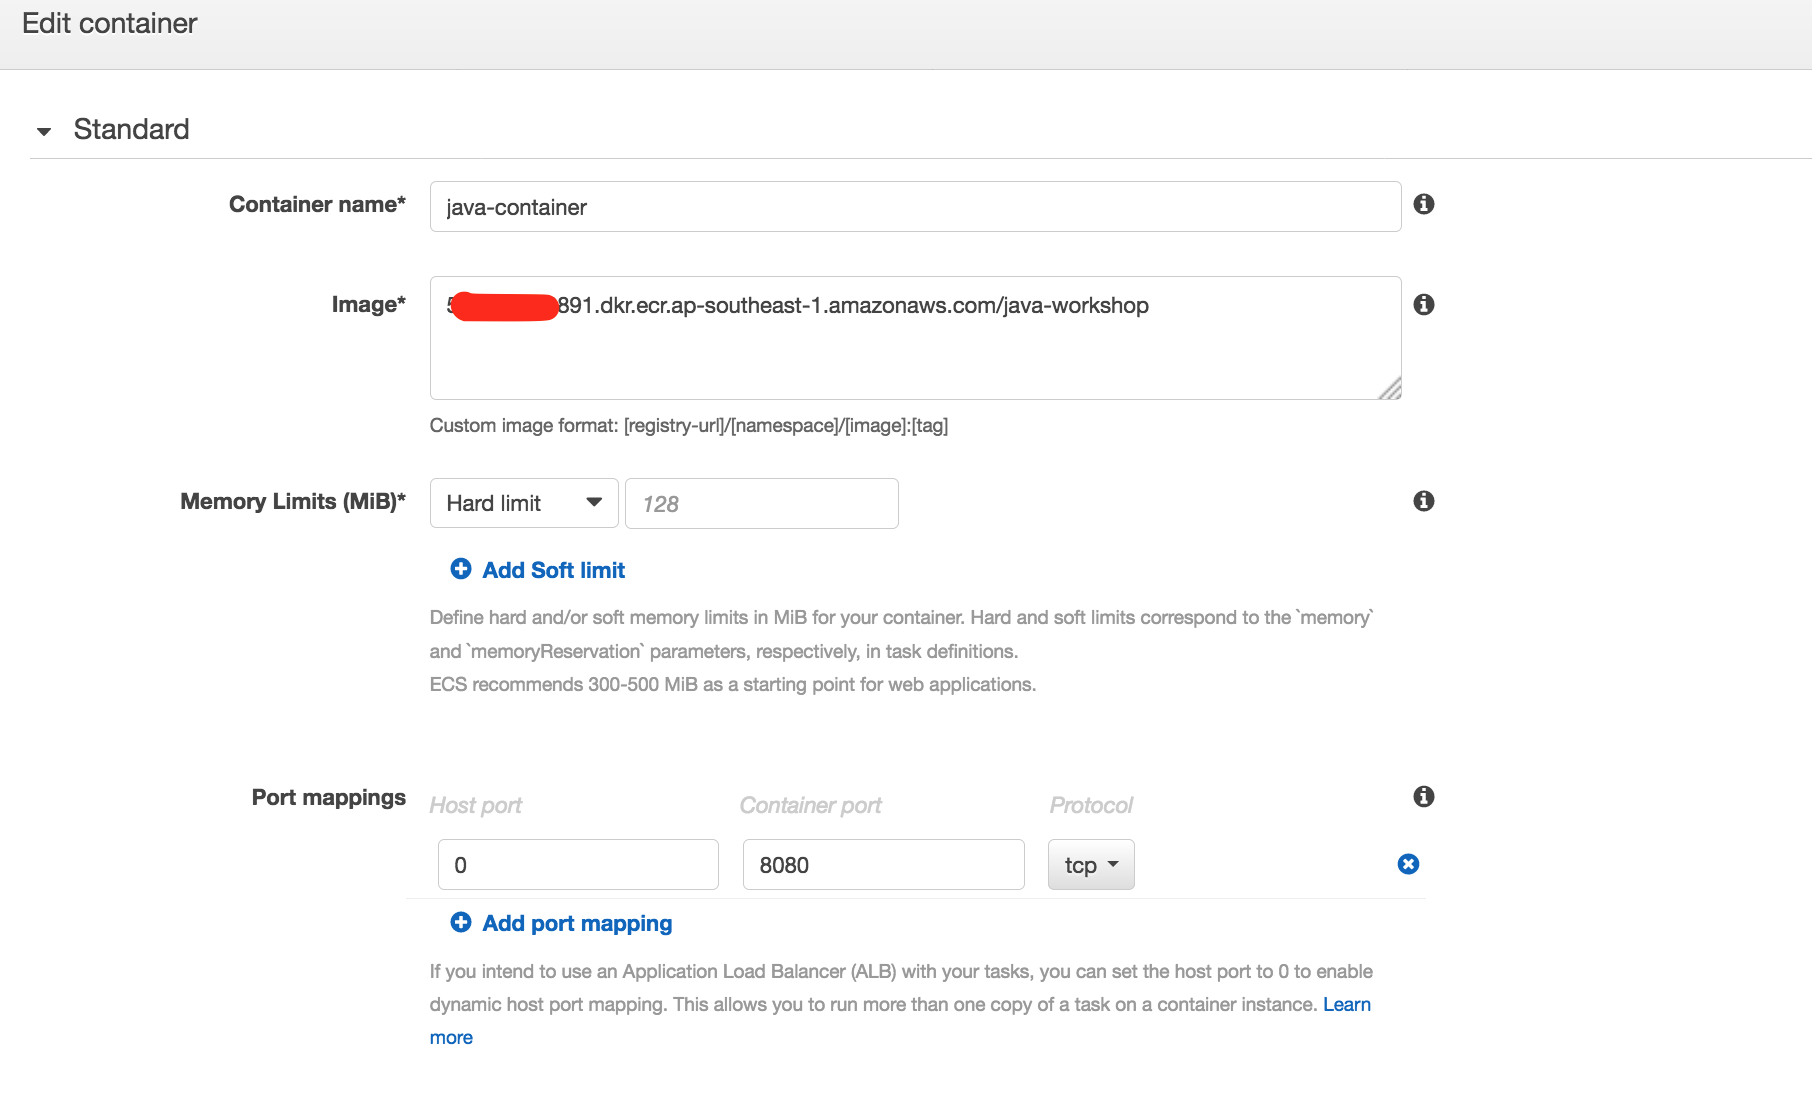 Edit container
Standard
Container name*
java-container
Image*
891.dkr.ecr.ap-southeast-1.amazonaws.com/java-workshop
Custom image format: [registry-url]/[namespace]/[image]:[tag]
Memory Limits (MiB)*
Hard limit
128
Add Soft limit
Define hard and/or soft memory limits in MiB for your container. Hard and soft limits correspond to the `memory`
and `memoryReservation` parameters, respectively, in task definitions.
ECS recommends 300-500 MiB as a starting point for web applications.
Port mappings
Host port
Container port
Protocol
0
8080
tcp
Add port mapping
If you intend to use an Application Load Balancer (ALB) with your tasks, you can set the host port to 0 to enable
dynamic host port mapping. This allows you to run more than one copy of a task on a container instance. Learn
more